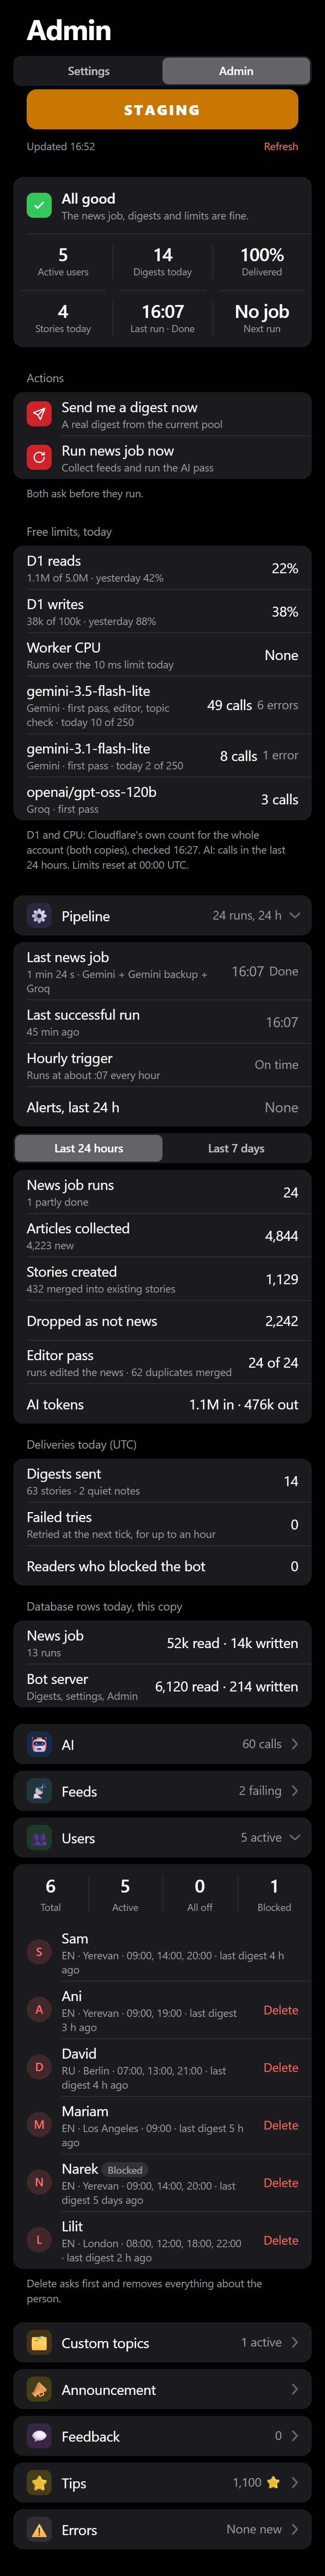 Admin
Settings
Admin
STAGING
Updated 16:52
Refresh
All good
The news job, digests and limits are fine.
5
Active users
14
Digests today
100%
Delivered
4
Stories today
16:07
Last run · Done
No job
Next run
Actions
Send me a digest now
A real digest from the current pool
Run news job now
Collect feeds and run the AI pass
Both ask before they run.
Free limits, today
D1 reads
1.1M of 5.0M · yesterday 42%
22%
D1 writes
38k of 100k · yesterday 88%
38%
Worker CPU
Runs over the 10 ms limit today
None
gemini-3.5-flash-lite
Gemini · first pass, editor, topic
check · today 10 of 250
49 calls 6 errors
gemini-3.1-flash-lite
Gemini · first pass · today 2 of 250
8 calls 1 error
openai/gpt-oss-120b
Groq · first pass
3 calls
D1 and CPU: Cloudflare's own count for the whole
account (both copies), checked 16:27. AI: calls in the last
24 hours. Limits reset at 00:00 UTC.
Pipeline
24 runs, 24 h
Last news job
1 min 24 s · Gemini + Gemini backup +
Groq
16:07 Done
Last successful run
45 min ago
16:07
Hourly trigger
Runs at about :07 every hour
On time
Alerts, last 24 h
None
Last 24 hours
Last 7 days
News job runs
1 partly done
24
Articles collected
4,223 new
4,844
Stories created
432 merged into existing stories
1,129
Dropped as not news
2,242
Editor pass
runs edited the news · 62 duplicates merged
24 of 24
AI tokens
1.1M in · 476k out
Deliveries today (UTC)
Digests sent
63 stories · 2 quiet notes
14
Failed tries
Retried at the next tick, for up to an hour
0
Readers who blocked the bot
0
Database rows today, this copy
News job
13 runs
52k read · 14k written
Bot server
Digests, settings, Admin
6,120 read · 214 written
AI
60 calls
Feeds
2 failing
Users
5 active
6
Total
5
Active
0
All off
1
Blocked
S
Sam
EN · Yerevan · 09:00, 14:00, 20:00 · last digest 4 h
ago
A
Ani
EN · Yerevan · 09:00, 19:00 · last digest
3 h ago
Delete
D
David
RU · Berlin · 07:00, 13:00, 21:00 · last
digest 4 h ago
Delete
M
Mariam
EN · Los Angeles · 09:00 · last digest 5 h
ago
Delete
N
Narek Blocked
EN · Yerevan · 09:00, 14:00, 20:00 · last
digest 5 days ago
Delete
L
Lilit
EN · London · 08:00, 12:00, 18:00, 22:00
· last digest 2 h ago
Delete
Delete asks first and removes everything about the
person.
Custom topics
1 active
Announcement
Feedback
0
Tips
1,100
Errors
None new